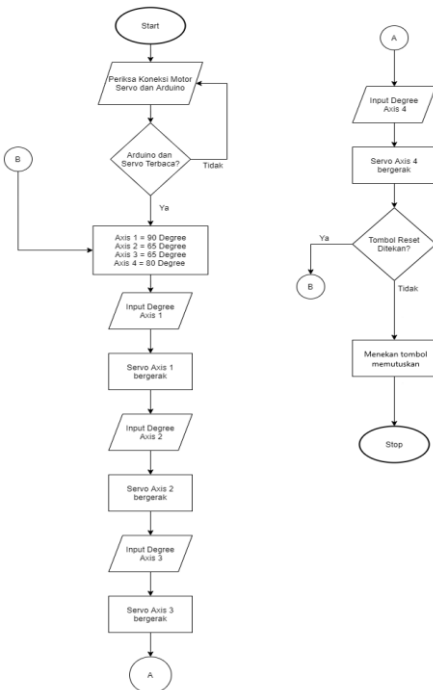 Start
Periksa Koneksi Motor
Servo dan Arduino
Arduino dan
Servo Terbaca?
Tidak
Ya
B
Axis 1 = 90 Degree
Axis 2 = 65 Degree
Axis 3 = 65 Degree
Axis 4 = 80 Degree
Input Degree
Axis 1
Servo Axis 1
bergerak
Input Degree
Axis 2
Servo Axis 2
bergerak
Input Degree
Axis 3
Servo Axis 3
bergerak
A
A
Input Degree
Axis 4
Servo Axis 4
bergerak
Tombol Reset
Ditekan?
Ya
B
Tidak
Menekan tombol
memutuskan
Stop